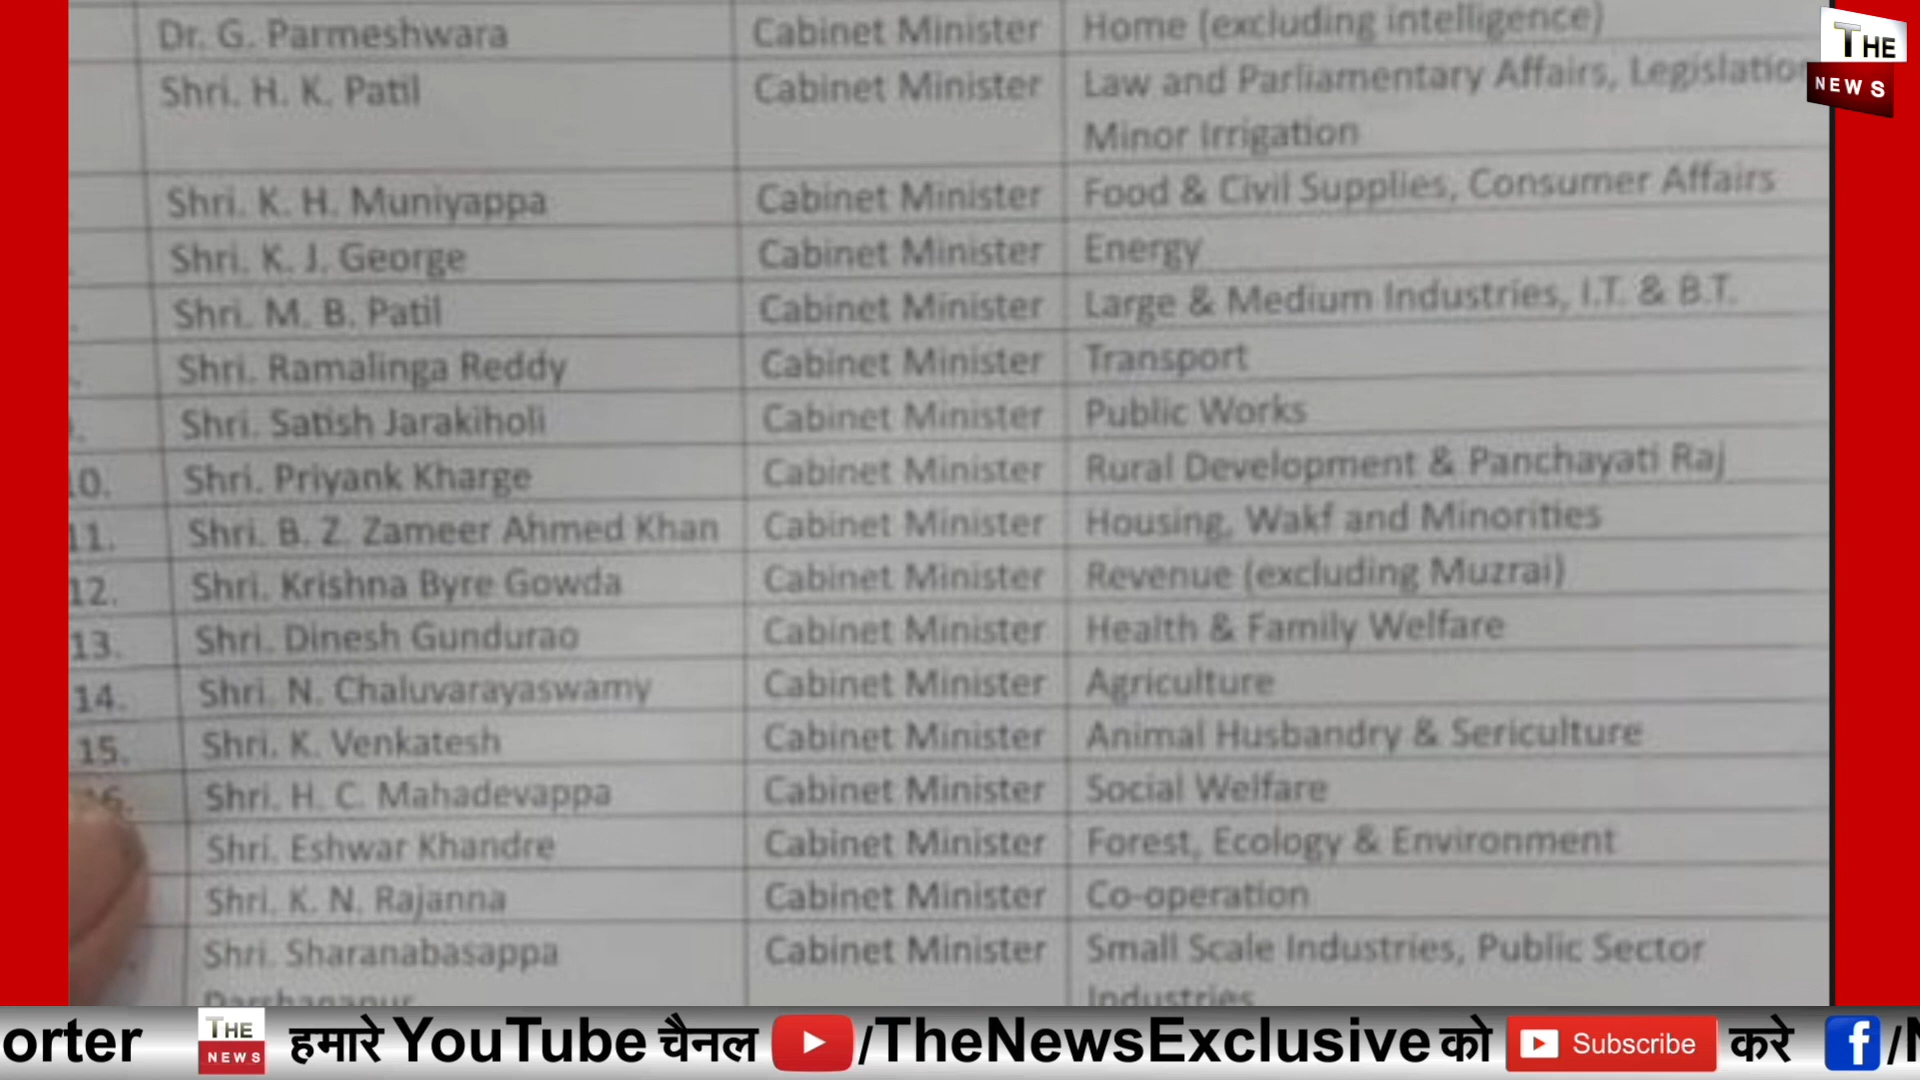 Dr. G. Parmeshwara Cabinet Minister Home (excluding intelligence)
Shri. H. K. Patil Cabinet Minister Law and Parliamentary Affairs, Legislation
Minor Irrigation
Shri. K. H. Muniyappa Cabinet Minister Food & Civil Supplies, Consumer Affairs
Shri. K. J. George Cabinet Minister Energy
Shri. M. B. Patil Cabinet Minister Large & Medium Industries, I.T. & B.T.
Shri. Ramalinga Reddy Cabinet Minister Transport
Shri. Satish Jarakiholi Cabinet Minister Public Works
10. Shri. Priyank Kharge Cabinet Minister Rural Development & Panchayati Raj
11. Shri. B. Z. Zameer Ahmed Khan Cabinet Minister Housing, Wakf and Minorities
12. Shri. Krishna Byre Gowda Cabinet Minister Revenue (excluding Muzrai)
13. Shri. Dinesh Gundurao Cabinet Minister Health & Family Welfare
14. Shri. N. Chaluvarayaswamy Cabinet Minister Agriculture
15. Shri. K. Venkatesh Cabinet Minister Animal Husbandry & Sericulture
16. Shri. H. C. Mahadevappa Cabinet Minister Social Welfare
Shri. Eshwar Khandre Cabinet Minister Forest, Ecology & Environment
Shri. K. N. Rajanna Cabinet Minister Co-operation
Shri. Sharanabasappa Cabinet Minister Small Scale Industries, Public Sector
Darshanapur Industries
THE
NEWS
orter THE NEWS हमारे YouTube चैनल /TheNewsExclusive को Subscribe करे f /N